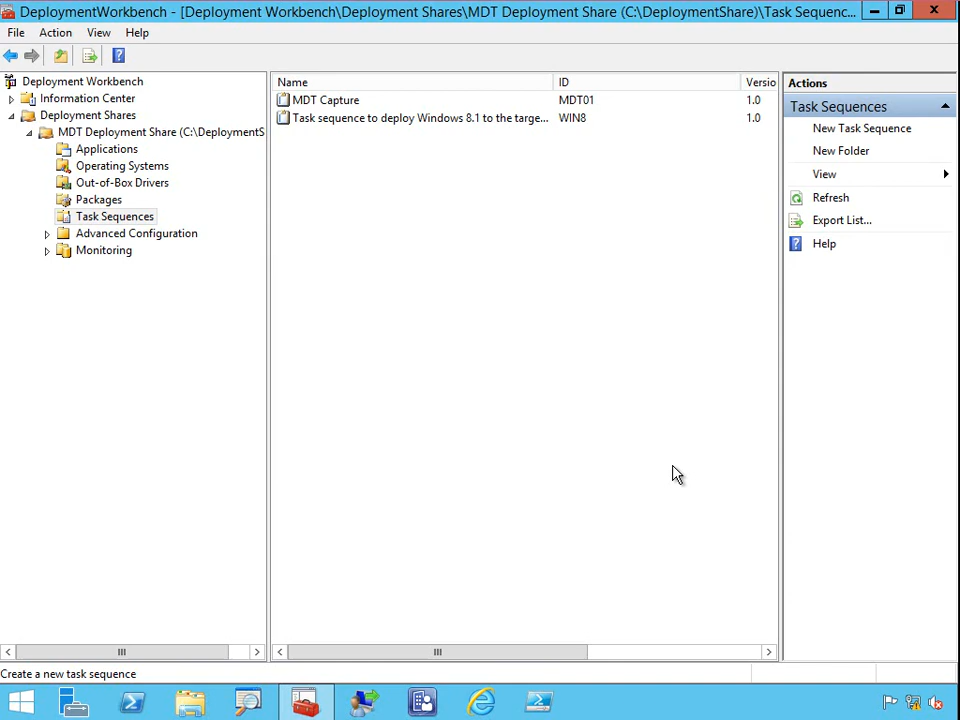 DeploymentWorkbench - [Deployment Workbench\Deployment Shares\MDT Deployment Share (C:\DeploymentShare)\Task Sequenc...
File Action View Help
Deployment Workbench
Information Center
Deployment Shares
MDT Deployment Share (C:\DeploymentS
Applications
Operating Systems
Out-of-Box Drivers
Packages
Task Sequences
Advanced Configuration
Monitoring
Name ID Versio
MDT Capture MDT01 1.0
Task sequence to deploy Windows 8.1 to the targe... WIN8 1.0
Actions
Task Sequences
New Task Sequence
New Folder
View
Refresh
Export List...
Help
Create a new task sequence